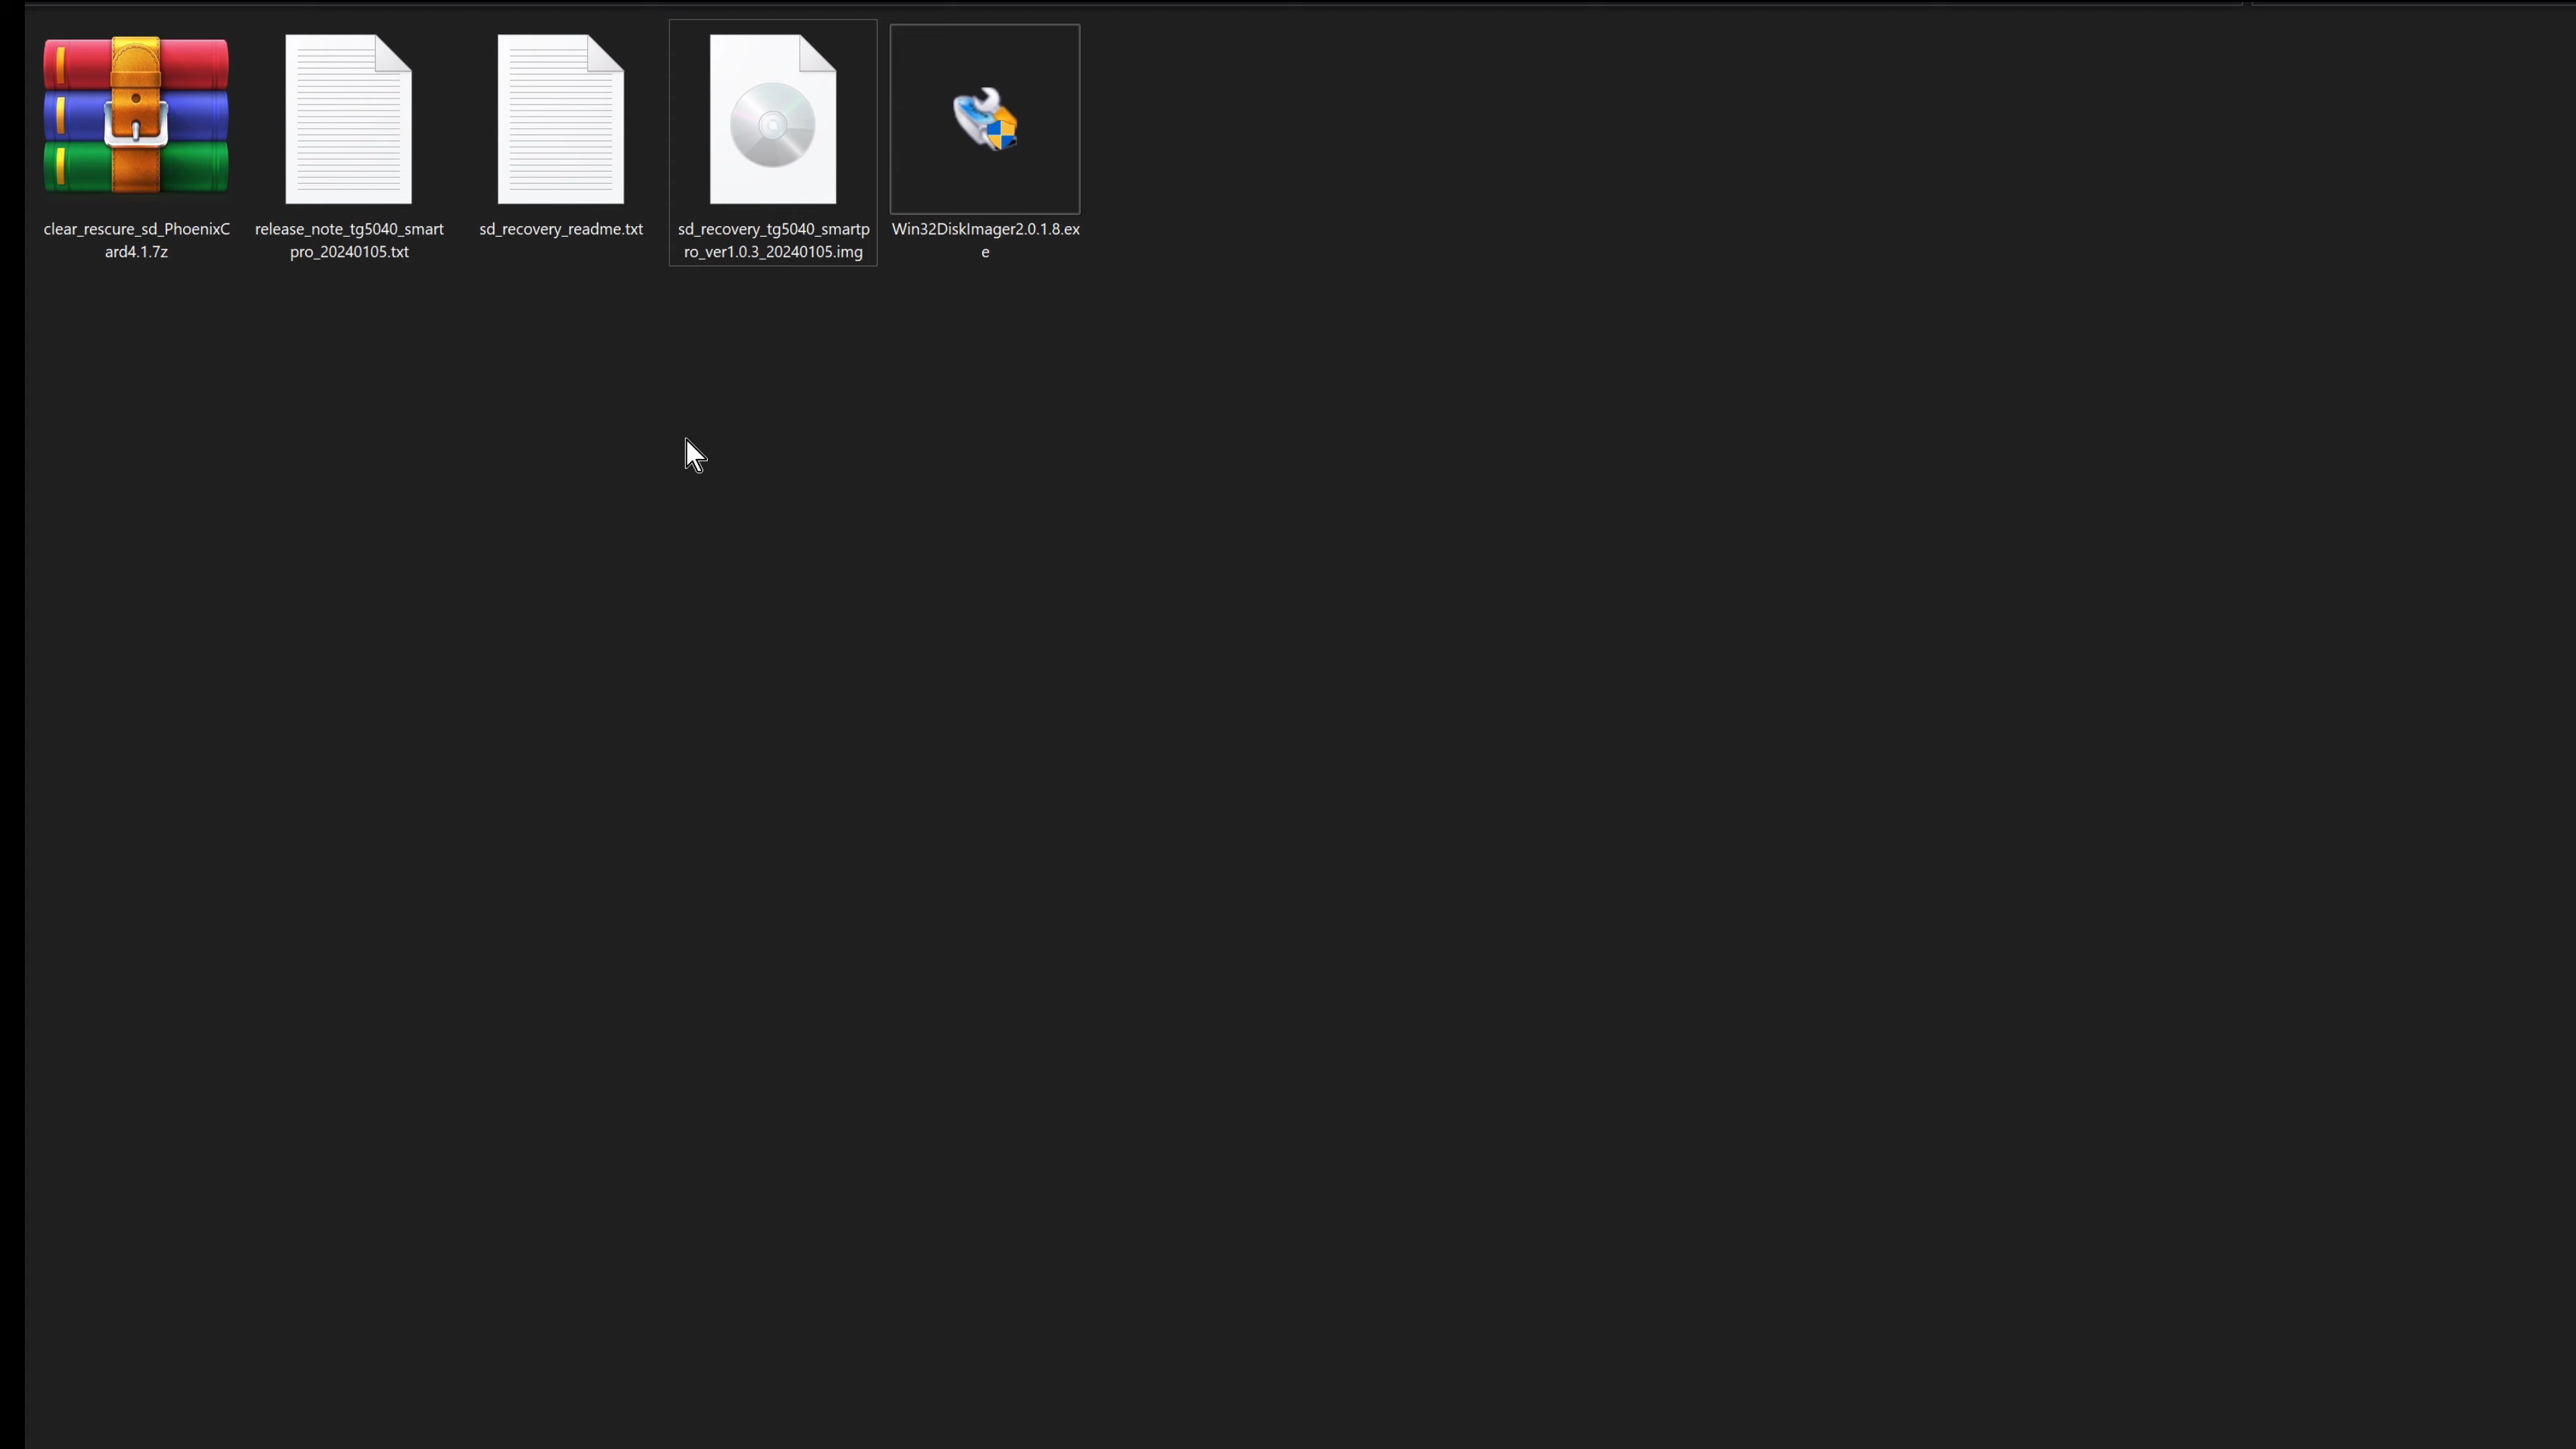 clear_rescure_sd_PhoenixC
ard4.1.7z
release_note_tg5040_smart
pro_20240105.txt
sd_recovery_readme.txt
sd_recovery_tg5040_smartp
ro_ver1.0.3_20240105.img
Win32DiskImager2.0.1.8.ex
e